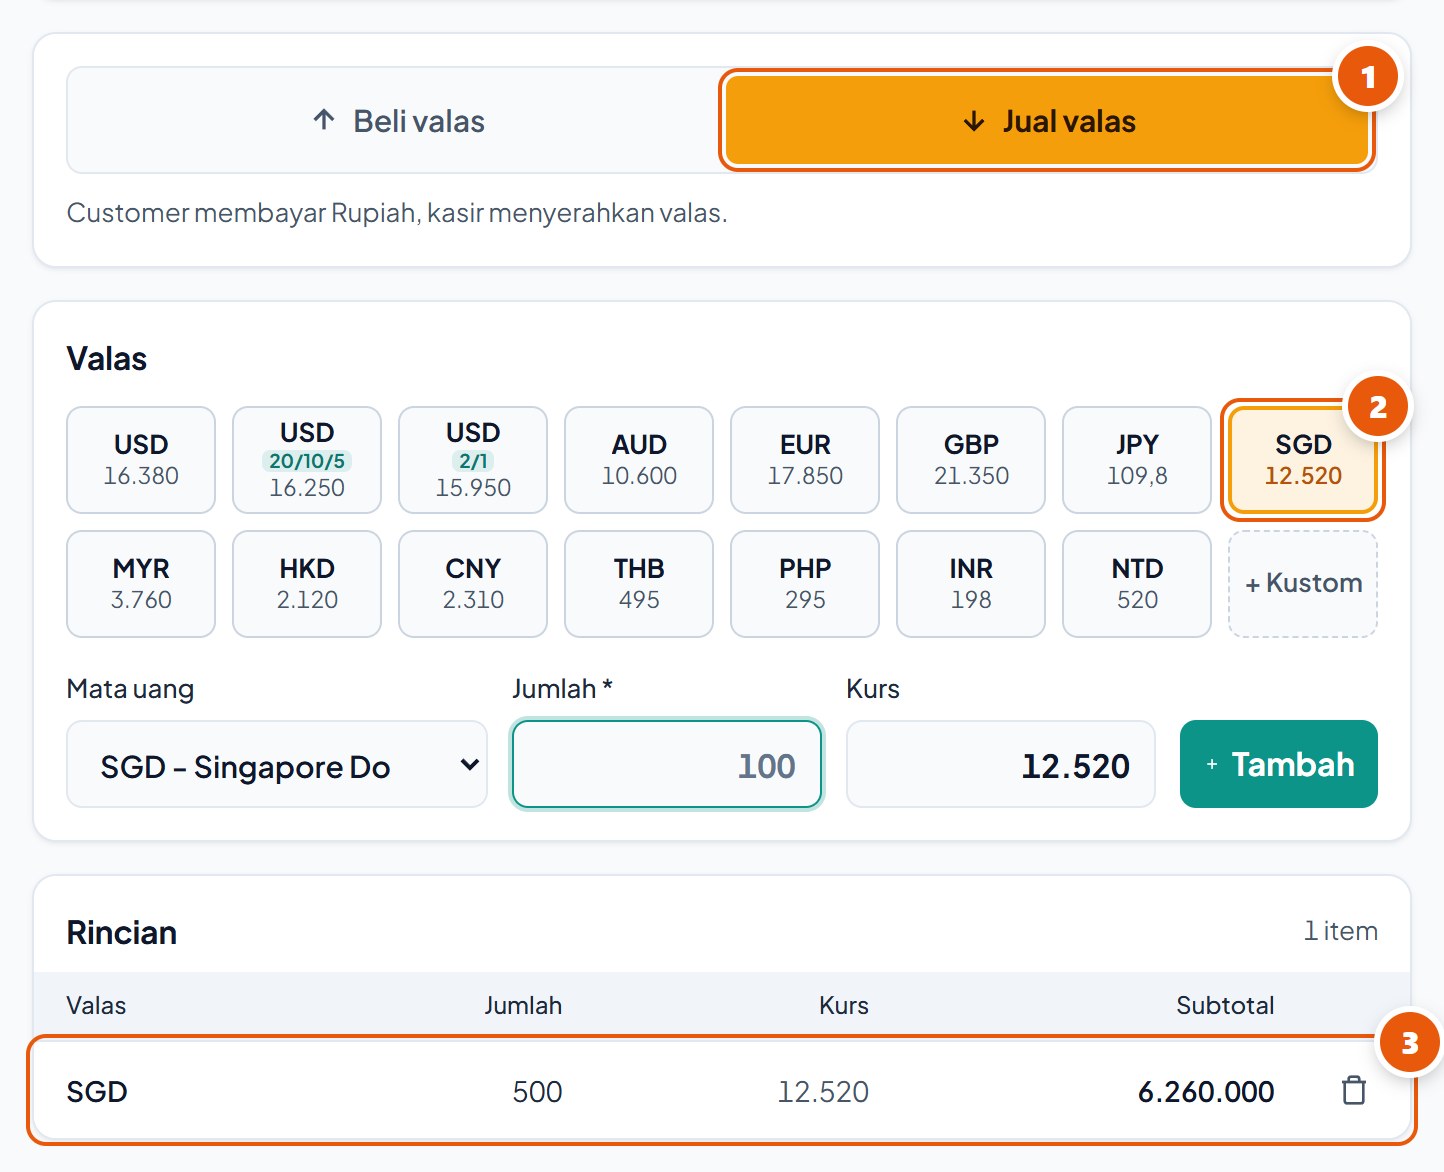 1
↑ Beli valas
↓ Jual valas
Customer membayar Rupiah, kasir menyerahkan valas.
Valas
2
USD
16.380
USD
20/10/5
16.250
USD
2/1
15.950
AUD
10.600
EUR
17.850
GBP
21.350
JPY
109,8
SGD
12.520
MYR
3.760
HKD
2.120
CNY
2.310
THB
495
PHP
295
INR
198
NTD
520
+ Kustom
Mata uang
Jumlah *
Kurs
SGD - Singapore Do
100
12.520
+ Tambah
Rincian
1 item
Valas Jumlah Kurs Subtotal
3
SGD 500 12.520 6.260.000